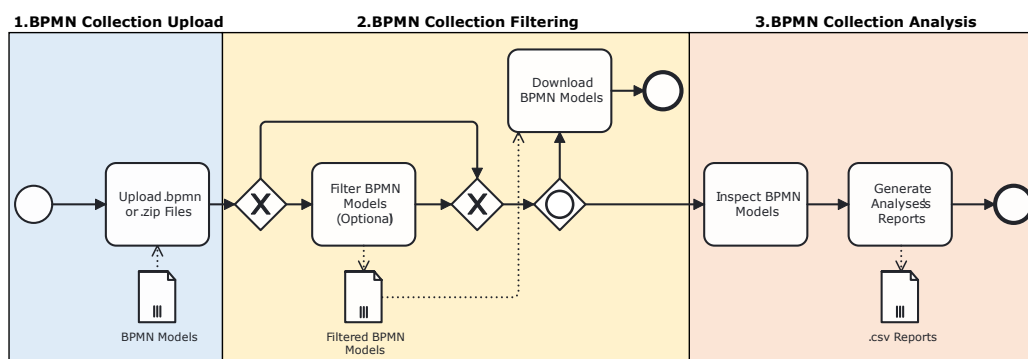 1.BPMN Collection Upload
2.BPMN Collection Filtering
3.BPMN Collection Analysis
Upload .bpmn
or .zip Files
BPMN Models
X
Filter BPMN
Models
(Optional)
Filtered BPMN
Models
X
Download
BPMN Models
Inspect BPMN
Models
Generate
Analyses's
Reports
.csv Reports